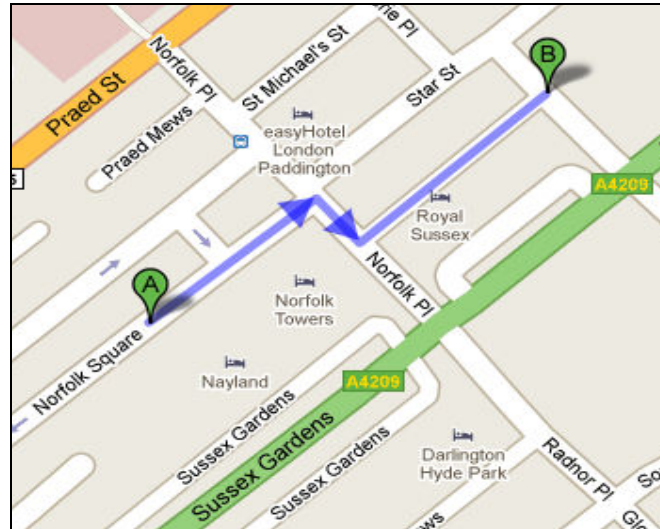 Norfolk Pl
St Michael's St
Praed St
Praed Mews
Star St
B
easyHotel
London
Paddington
A4209
Royal
Sussex
A
Norfolk Pl
Norfolk
Towers
Norfolk Square
Nayland
A4209
Sussex Gardens
Sussex Gardens
Sussex Gardens
Darlington
Hyde Park
Radnor Pl